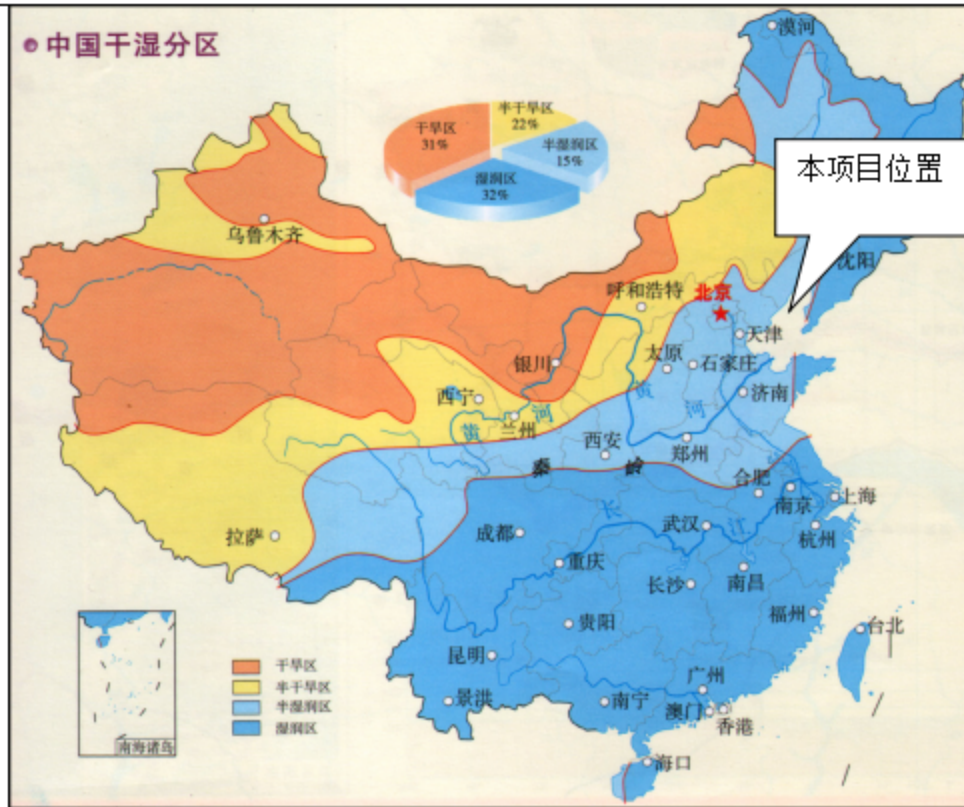 中国干湿分区
漠河
半干旱区
22%
干旱区
31%
半湿润区
15%
湿润区
32%
本项目位置
乌鲁木齐
沈阳
呼和浩特
北京
天津
银川
太原
石家庄
西宁
黄
河
济南
兰州
河
黄
西安
郑州
秦
岭
合肥
南京
上海
拉萨
成都
长
武汉
江
杭州
重庆
长沙
南昌
贵阳
福州
台北
昆明
干旱区
半干旱区
半湿润区
湿润区
景洪
南宁
广州
澳门
香港
南海诸岛
海口